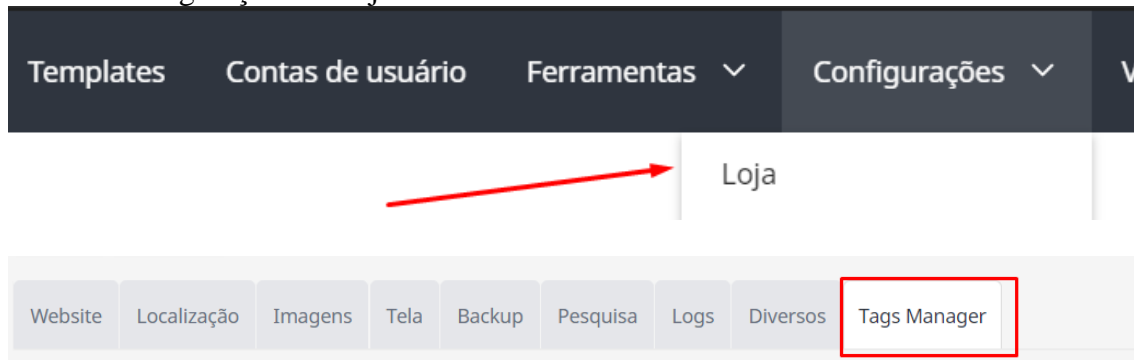 Templates Contas de usuário Ferramentas Configurações
Loja
Website Localização Imagens Tela Backup Pesquisa Logs Diversos Tags Manager